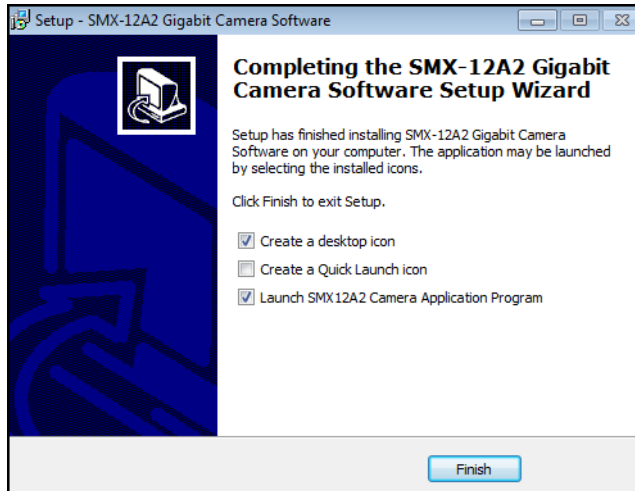 Setup - SMX-12A2 Gigabit Camera Software
Completing the SMX-12A2 Gigabit
Camera Software Setup Wizard
Setup has finished installing SMX-12A2 Gigabit Camera
Software on your computer. The application may be launched
by selecting the installed icons.
Click Finish to exit Setup.
Create a desktop icon
Create a Quick Launch icon
Launch SMX12A2 Camera Application Program
Finish